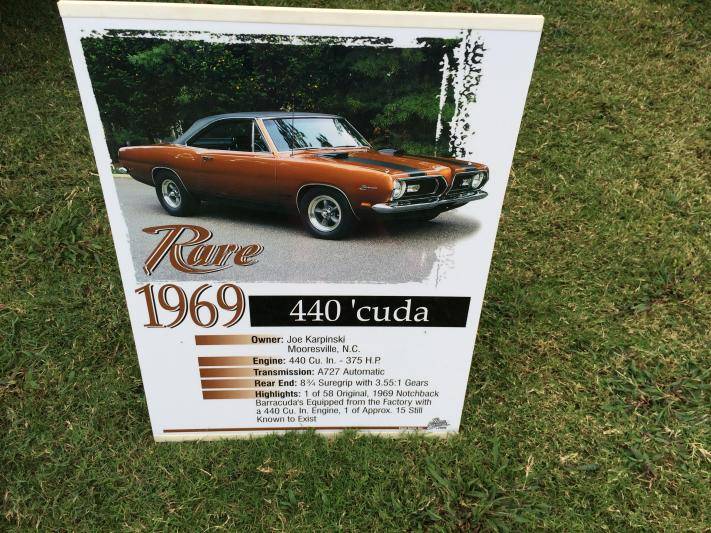 Rare
1969 440 'cuda
Owner: Joe Karpinski
Mooresville, N.C.
Engine: 440 Cu. In. - 375 H.P.
Transmission: A727 Automatic
Rear End: 8¾ Suregrip with 3.55:1 Gears
Highlights: 1 of 58 Original, 1969 Notchback
Barracuda's Equipped from the Factory with
a 440 Cu. In. Engine, 1 of Approx. 15 Still
Known to Exist